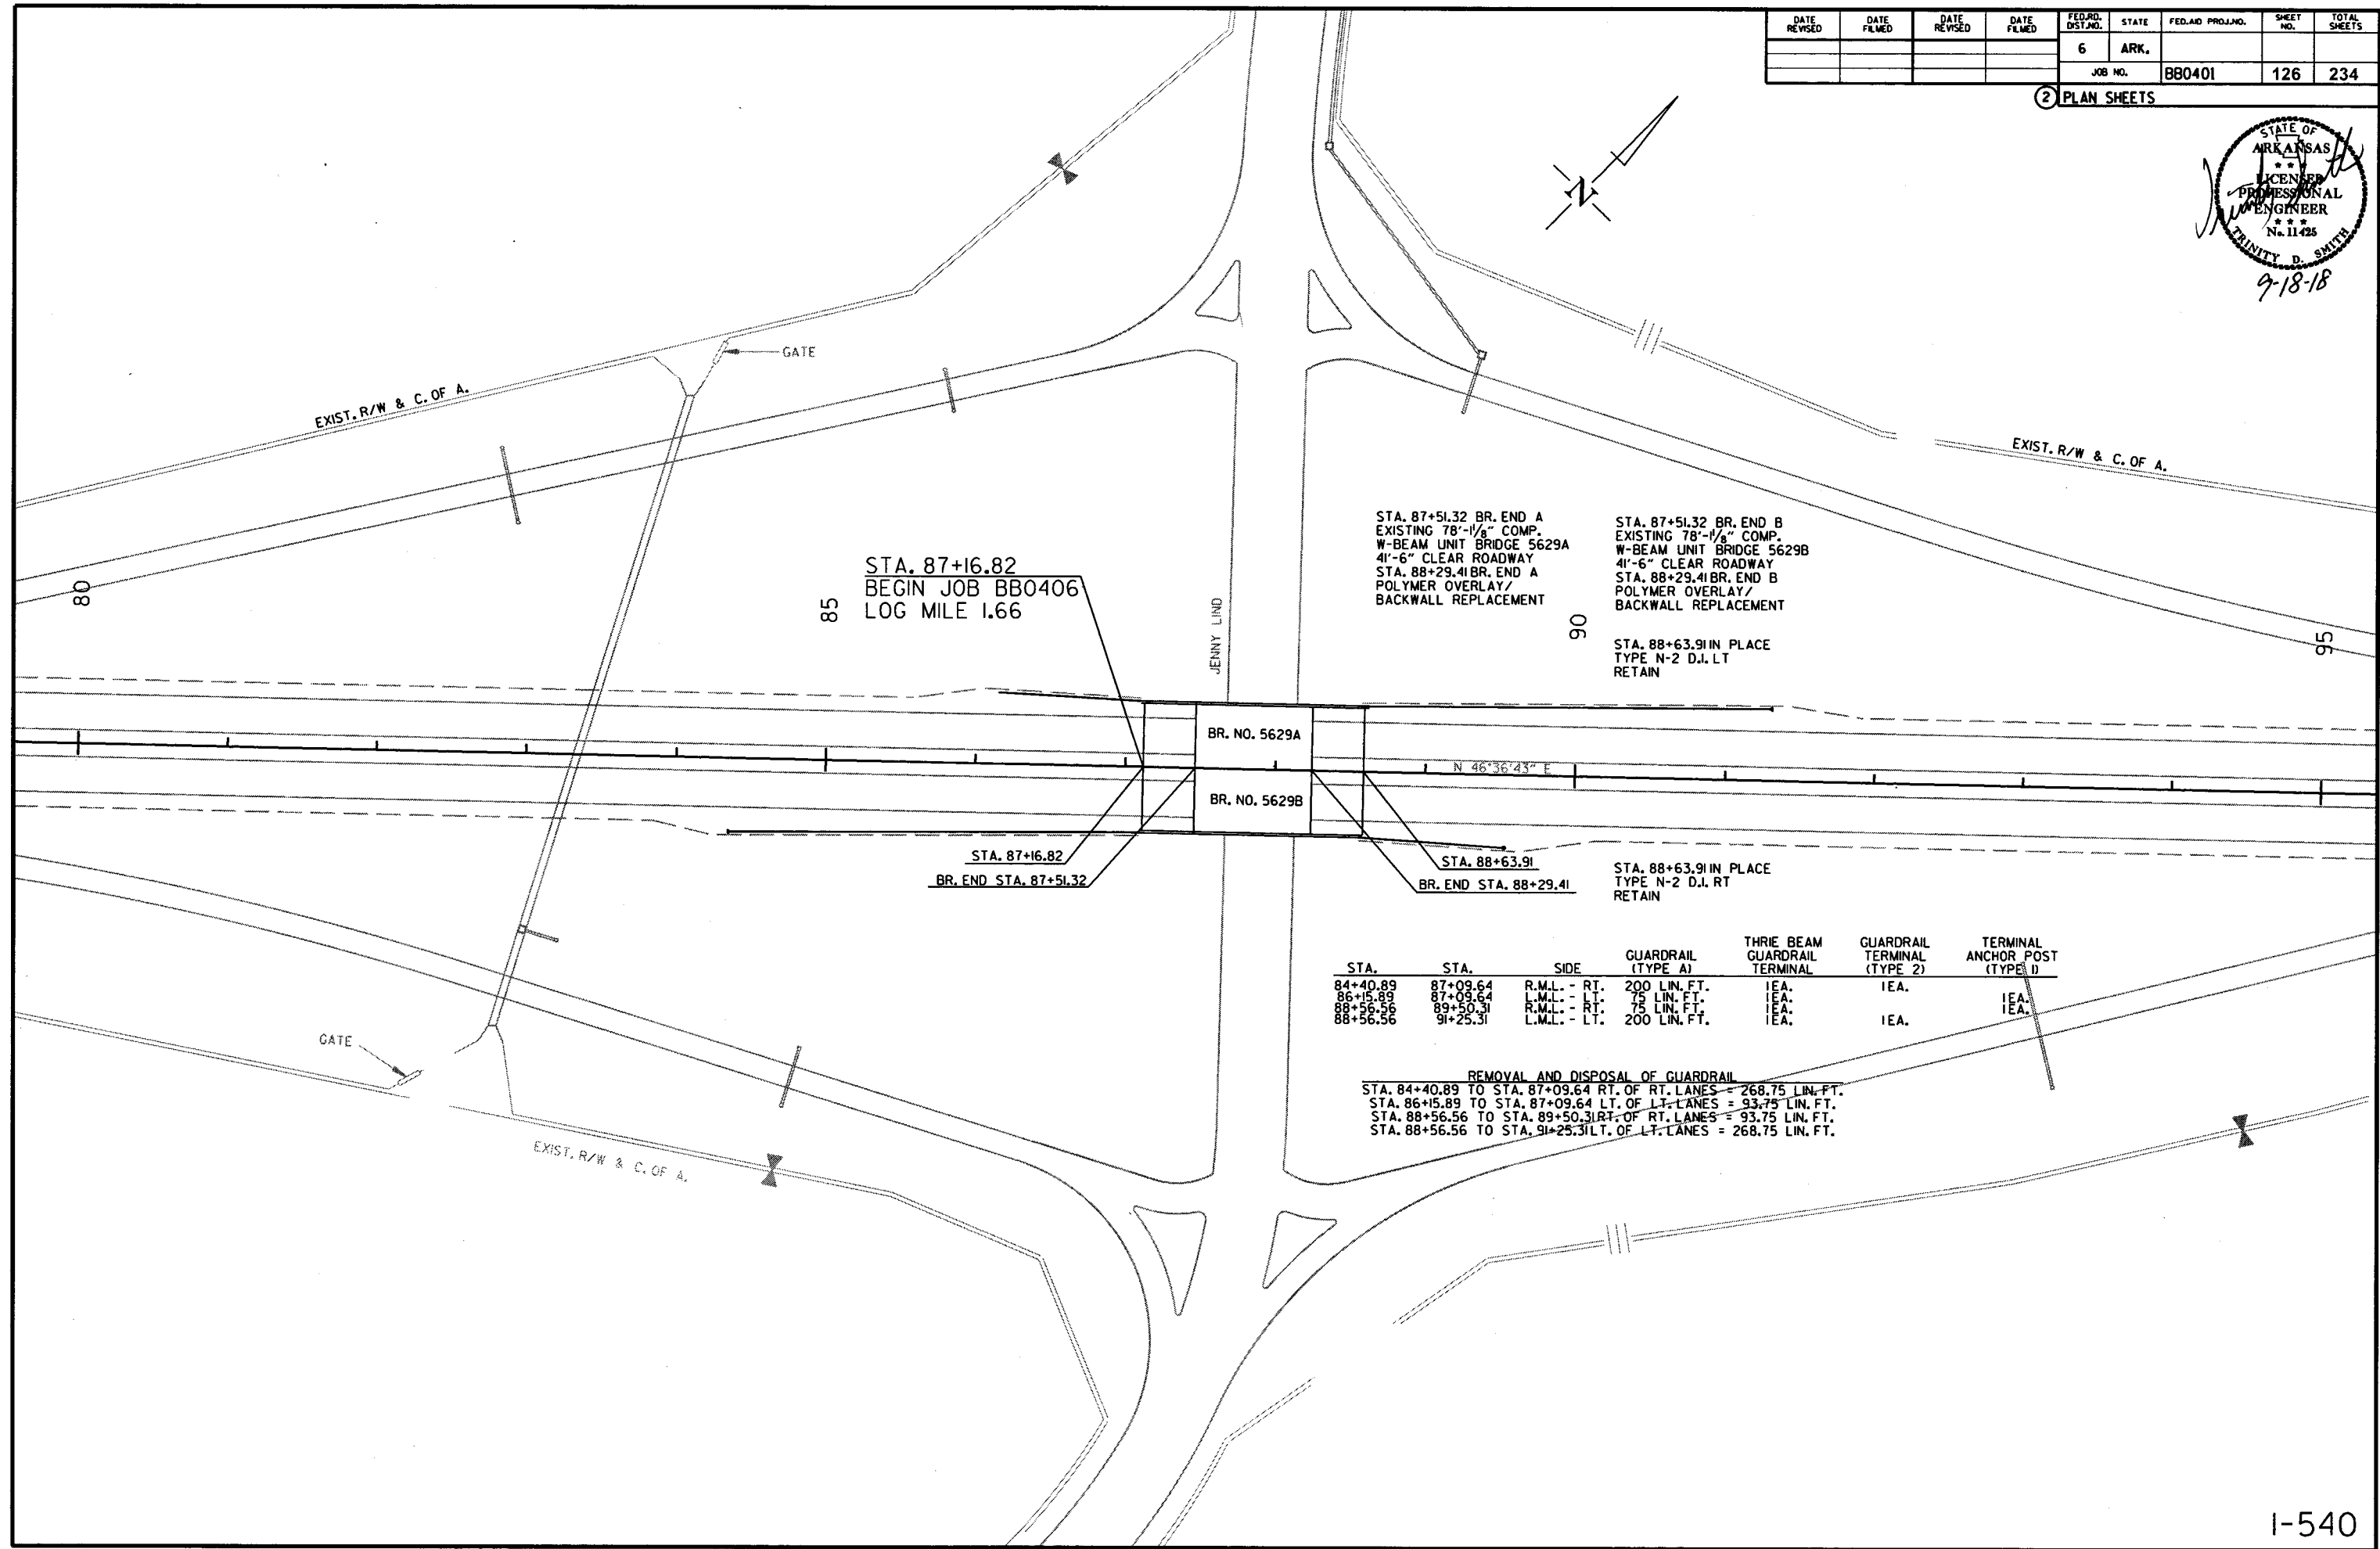 DATE REVISED
DATE FILMED
DATE REVISED
DATE FILMED
FED.RD. DIST.NO.
STATE
FED.AID PROJ.NO.
SHEET NO.
TOTAL SHEETS
6
ARK.
JOB NO.
BB0401
126
234
2 PLAN SHEETS
STATE OF
ARKANSAS
★ ★ ★
LICENSED
PROFESSIONAL
ENGINEER
★ ★ ★
No. 11425
TRINITY D. SMITH
9-18-18
N
GATE
EXIST. R/W & C. OF A.
EXIST. R/W & C. OF A.
STA. 87+16.82
BEGIN JOB BB0406
LOG MILE 1.66
JENNY LIND
STA. 87+51.32 BR. END A
EXISTING 78'-1 1/8" COMP.
W-BEAM UNIT BRIDGE 5629A
41'-6" CLEAR ROADWAY
STA. 88+29.41 BR. END A
POLYMER OVERLAY/
BACKWALL REPLACEMENT
STA. 87+51.32 BR. END B
EXISTING 78'-1 1/8" COMP.
W-BEAM UNIT BRIDGE 5629B
41'-6" CLEAR ROADWAY
STA. 88+29.41 BR. END B
POLYMER OVERLAY/
BACKWALL REPLACEMENT
STA. 88+63.91 IN PLACE
TYPE N-2 D.I. LT
RETAIN
80
85
90
95
BR. NO. 5629A
N 46°36'43" E
BR. NO. 5629B
STA. 87+16.82
BR. END STA. 87+51.32
STA. 88+63.91
BR. END STA. 88+29.41
STA. 88+63.91 IN PLACE
TYPE N-2 D.I. RT
RETAIN
STA. STA. SIDE GUARDRAIL (TYPE A) THRIE BEAM GUARDRAIL TERMINAL GUARDRAIL TERMINAL (TYPE 2) TERMINAL ANCHOR POST (TYPE 1)
84+40.89 87+09.64 R.M.L. - RT. 200 LIN. FT. 1EA. 1EA.
86+15.89 87+09.64 L.M.L. - LT. 75 LIN. FT. 1EA. 1EA.
88+56.56 89+50.31 R.M.L. - RT. 75 LIN. FT. 1EA. 1EA.
88+56.56 91+25.31 L.M.L. - LT. 200 LIN. FT. 1EA. 1EA.
REMOVAL AND DISPOSAL OF GUARDRAIL
STA. 84+40.89 TO STA. 87+09.64 RT. OF RT. LANES = 268.75 LIN. FT.
STA. 86+15.89 TO STA. 87+09.64 LT. OF LT. LANES = 93.75 LIN. FT.
STA. 88+56.56 TO STA. 89+50.31 RT. OF RT. LANES = 93.75 LIN. FT.
STA. 88+56.56 TO STA. 91+25.31 LT. OF LT. LANES = 268.75 LIN. FT.
GATE
EXIST. R/W & C. OF A.
I-540